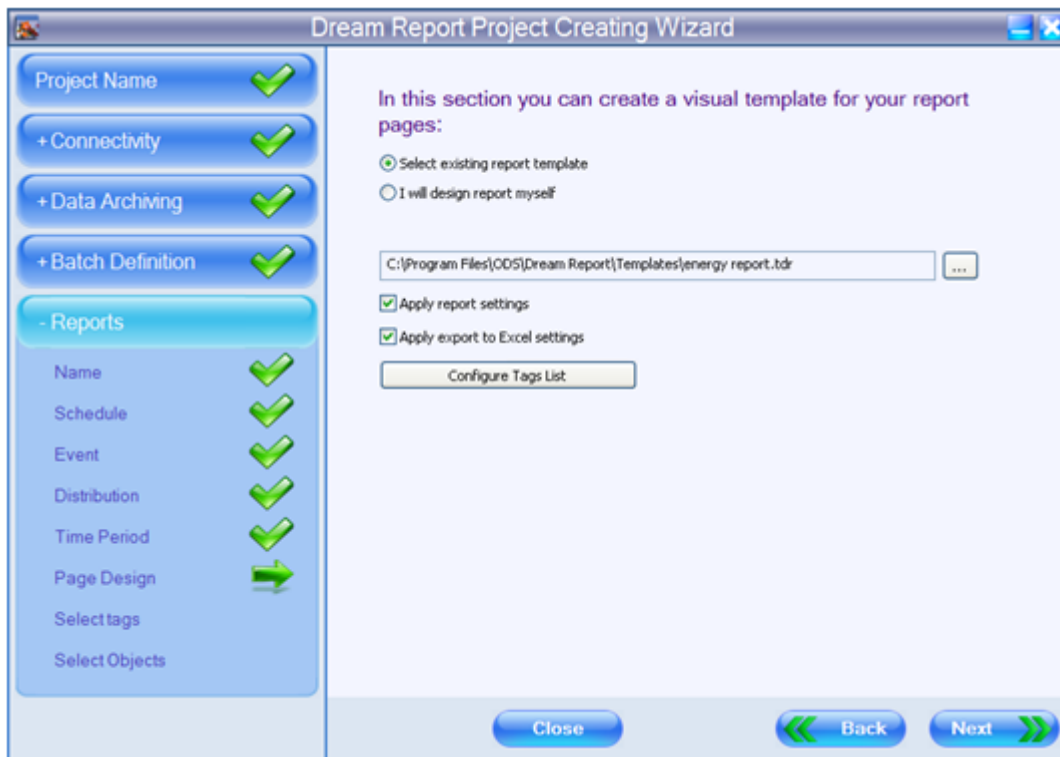 Dream Report Project Creating Wizard
Project Name
+Connectivity
+Data Archiving
+Batch Definition
- Reports
Name
Schedule
Event
Distribution
Time Period
Page Design
Select tags
Select Objects
In this section you can create a visual template for your report
pages:
Select existing report template
I will design report myself
C:\Program Files\ODS\Dream Report\Templates\energy report.tdr
...
Apply report settings
Apply export to Excel settings
Configure Tags List
Close
Back
Next